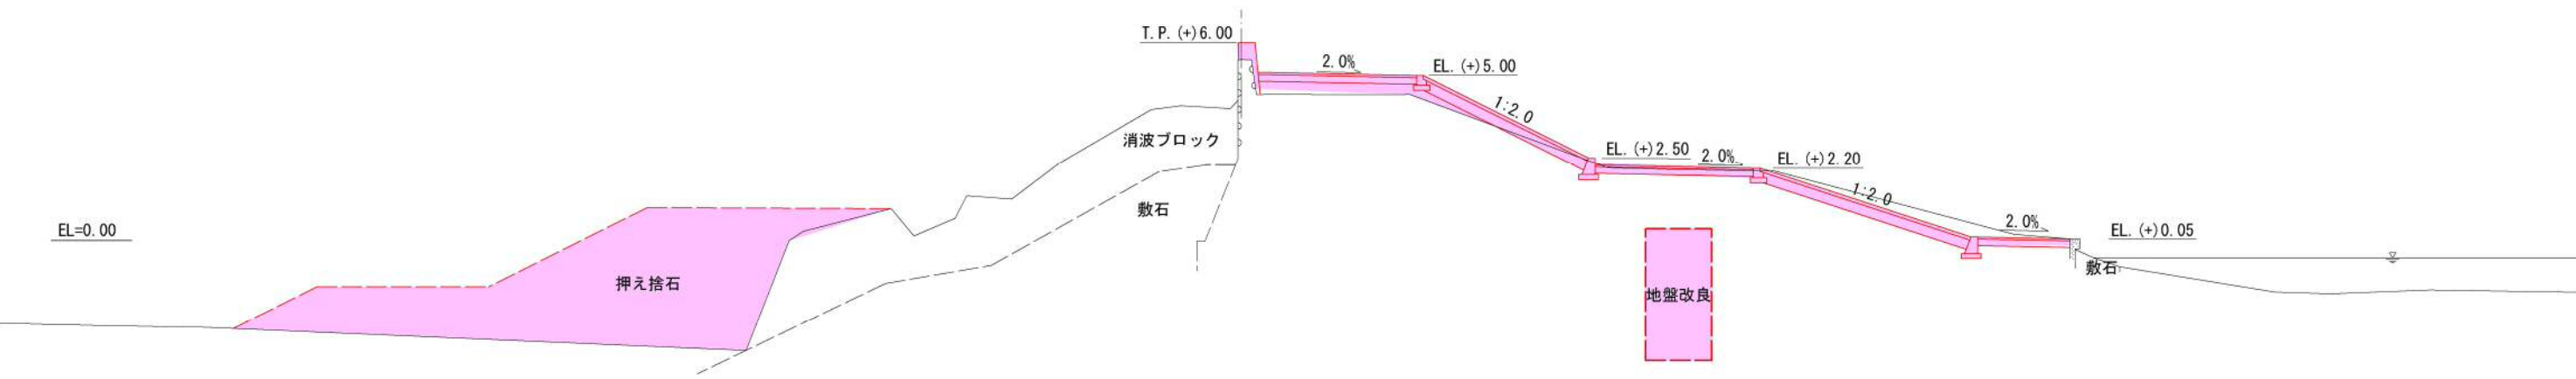 T.P.(+)6.00
2.0%
EL.(+)5.00
1:2.0
消波ブロック
EL.(+)2.50
2.0%
EL.(+)2.20
1:2.0
敷石
2.0%
EL.(+)0.05
EL=0.00
敷石
押え捨石
地盤改良